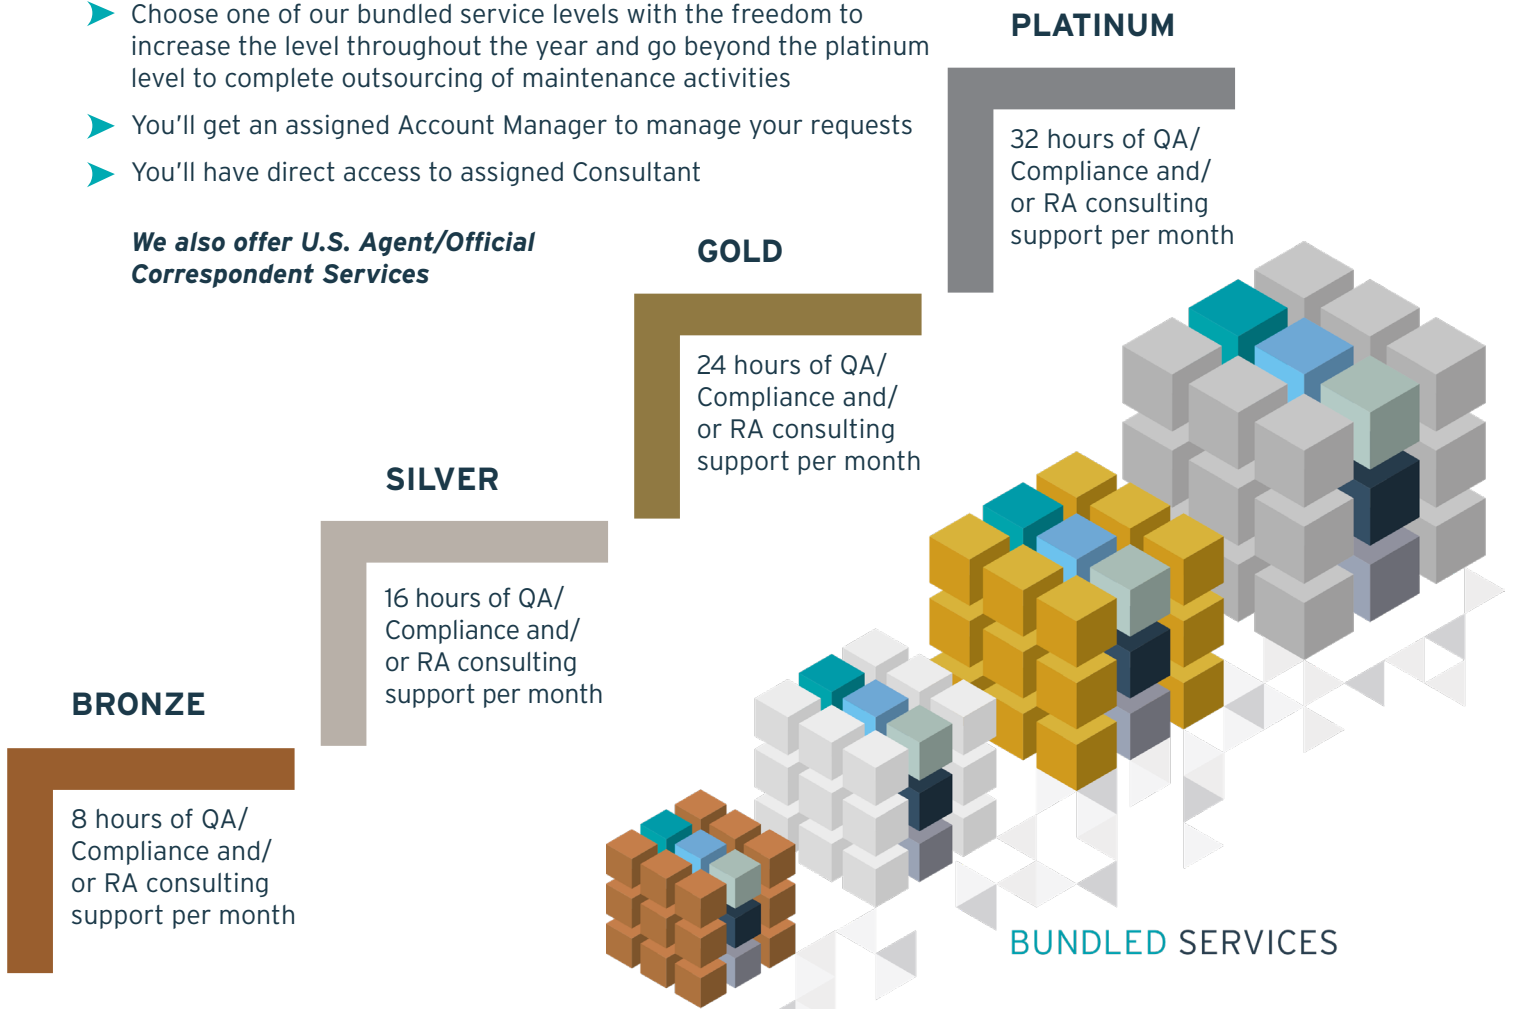 Choose one of our bundled service levels with the freedom to
increase the level throughout the year and go beyond the platinum
level to complete outsourcing of maintenance activities
You'll get an assigned Account Manager to manage your requests
You'll have direct access to assigned Consultant
We also offer U.S. Agent/Official
Correspondent Services
PLATINUM
32 hours of QA/
Compliance and/
or RA consulting
support per month
GOLD
24 hours of QA/
Compliance and/
or RA consulting
support per month
SILVER
16 hours of QA/
Compliance and/
or RA consulting
support per month
BRONZE
8 hours of QA/
Compliance and/
or RA consulting
support per month
BUNDLED SERVICES